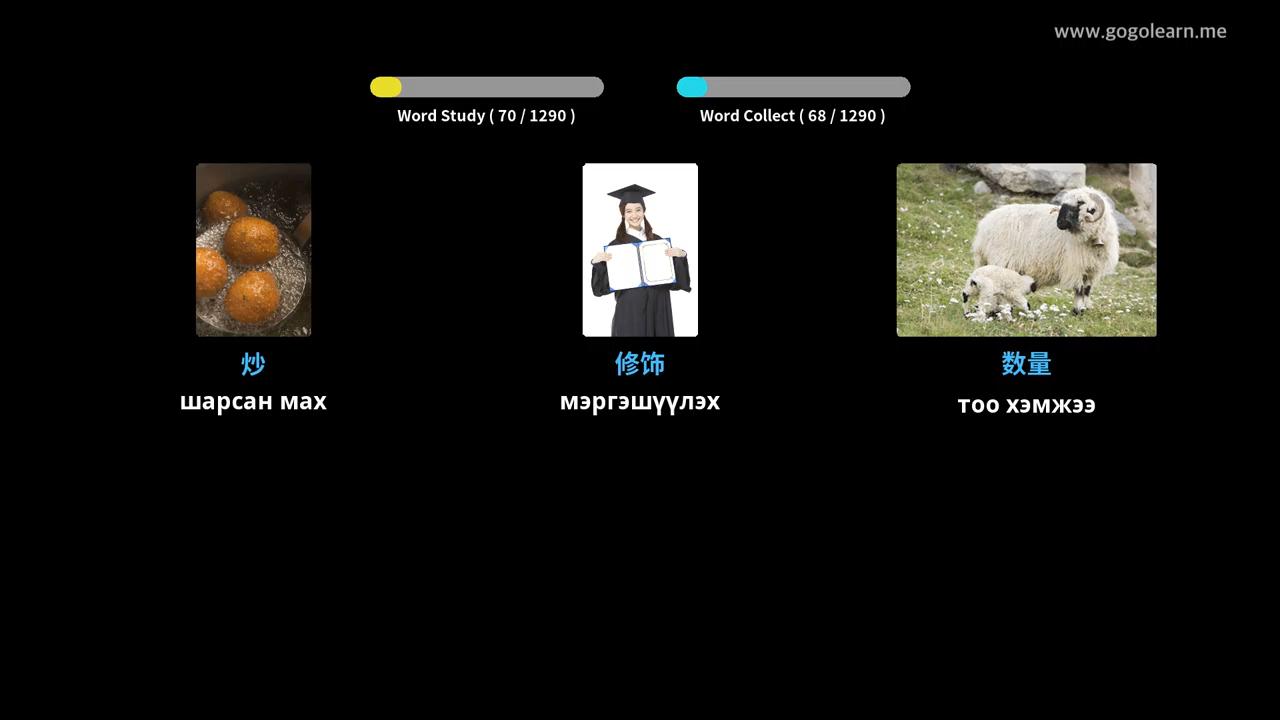 www.gogolearn.me
Word Study ( 70 / 1290 )
Word Collect ( 68 / 1290 )
炒
修饰
数量
шарсан мах
мэргэшүүлэх
тоо хэмжээ